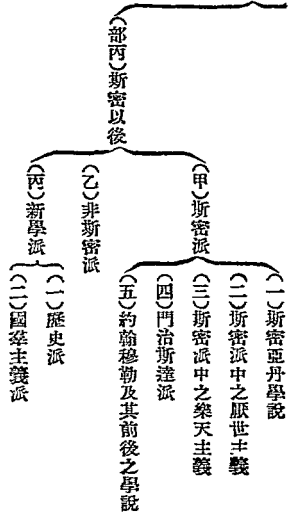 （部丙）斯密以後
（甲）斯密派
（一）斯密亞丹學說
（二）斯密派中之厭世主義
（三）斯密派中之樂天主義
（四）門治斯達派
（五）約翰穆勒及其前後之學說
（乙）非斯密派
（丙）新學派
（一）歷史派
（二）國羣主義派